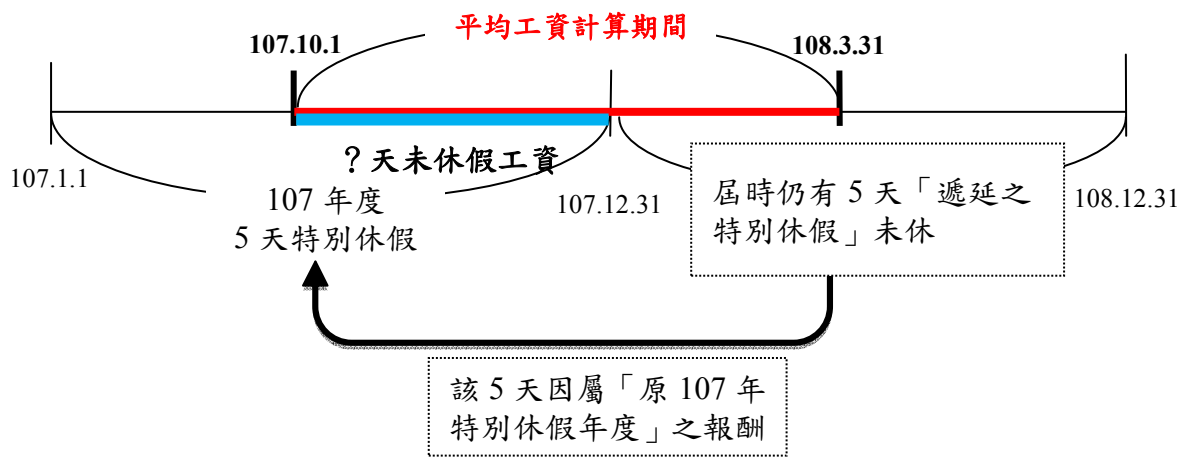 平均工資計算期間
107.10.1
108.3.31
?天未休假工資
107.1.1
107 年度
5 天特別休假
107.12.31
屆時仍有 5 天「遞延之
特別休假」未休
108.12.31
該 5 天因屬「原 107 年
特別休假年度」之報酬